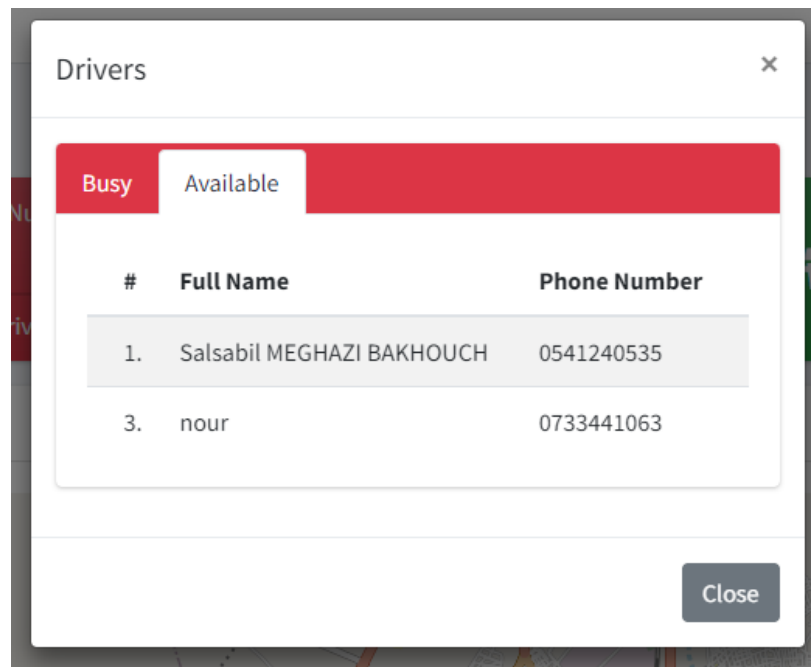 Drivers ×
Busy Available
# Full Name Phone Number
1. Salsabil MEGHAZI BAKHOUCH 0541240535
3. nour 0733441063
Close